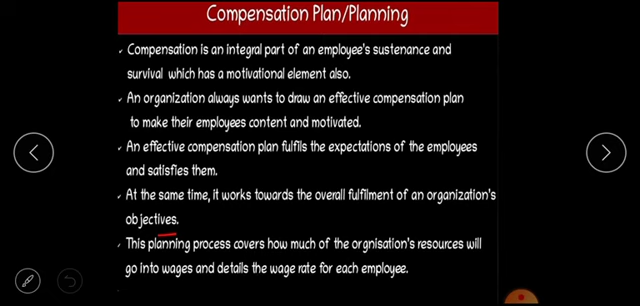 Compensation Plan/Planning
✓ Compensation is an integral part of an employee's sustenance and
survival which has a motivational element also.
✓ An organization always wants to draw an effective compensation plan
to make their employees content and motivated.
✓ An effective compensation plan fulfils the expectations of the employees
and satisfies them.
✓ At the same time, it works towards the overall fulfilment of an organization's
objectives.
✓ This planning process covers how much of the orgnisation's resources will
go into wages and details the wage rate for each employee.